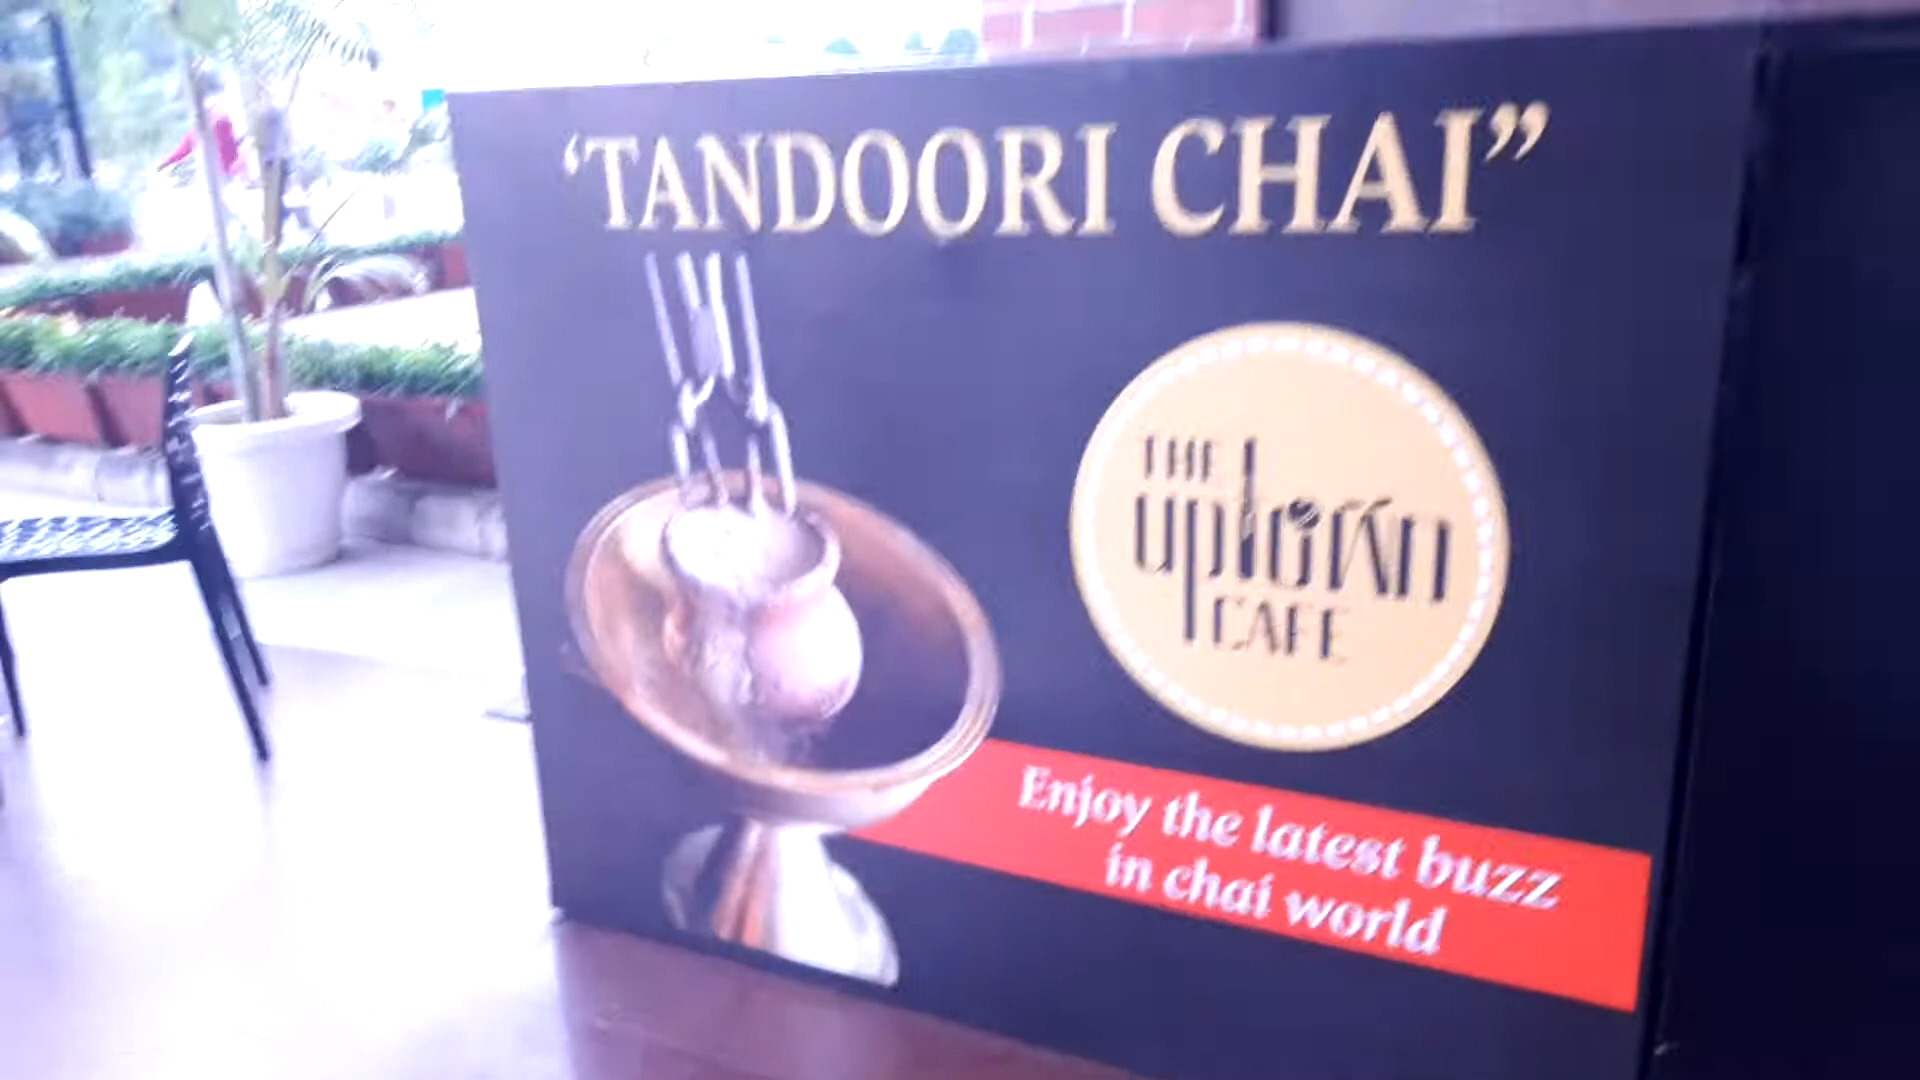 ‘TANDOORI CHAI”
THE
uptown
CAFE
Enjoy the latest buzz
in chai world